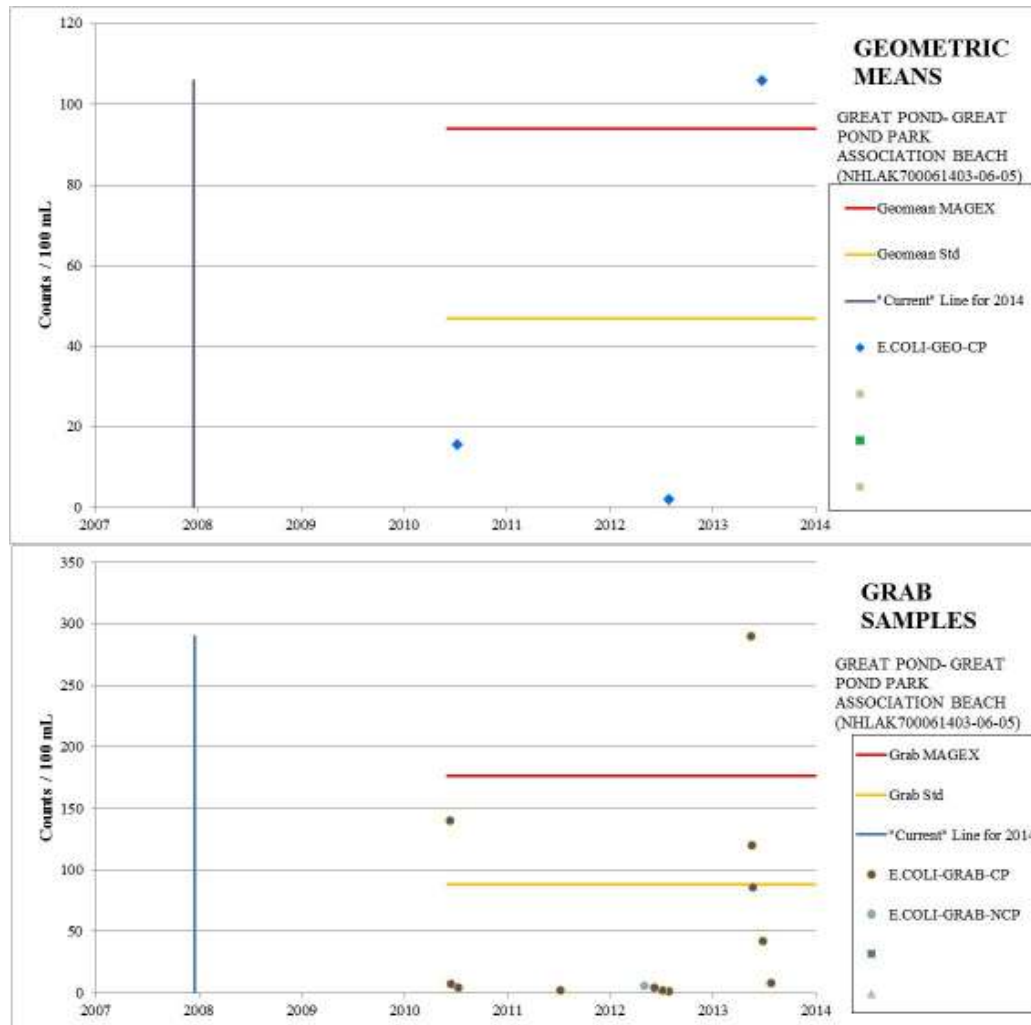 120
100
80
60
40
20
0
Counts / 100 mL
2007 2008 2009 2010 2011 2012 2013 2014
GEOMETRIC
MEANS
GREAT POND- GREAT
POND PARK
ASSOCIATION BEACH
(NHLAK700061403-06-05)
Geomean MAGEX
Geomean Std
"Current" Line for 2014
E.COLI-GEO-CP
350
300
250
200
150
100
50
0
Counts / 100 mL
2007 2008 2009 2010 2011 2012 2013 2014
GRAB
SAMPLES
GREAT POND- GREAT
POND PARK
ASSOCIATION BEACH
(NHLAK700061403-06-05)
Grab MAGEX
Grab Std
"Current" Line for 2014
E.COLI-GRAB-CP
E.COLI-GRAB-NCP